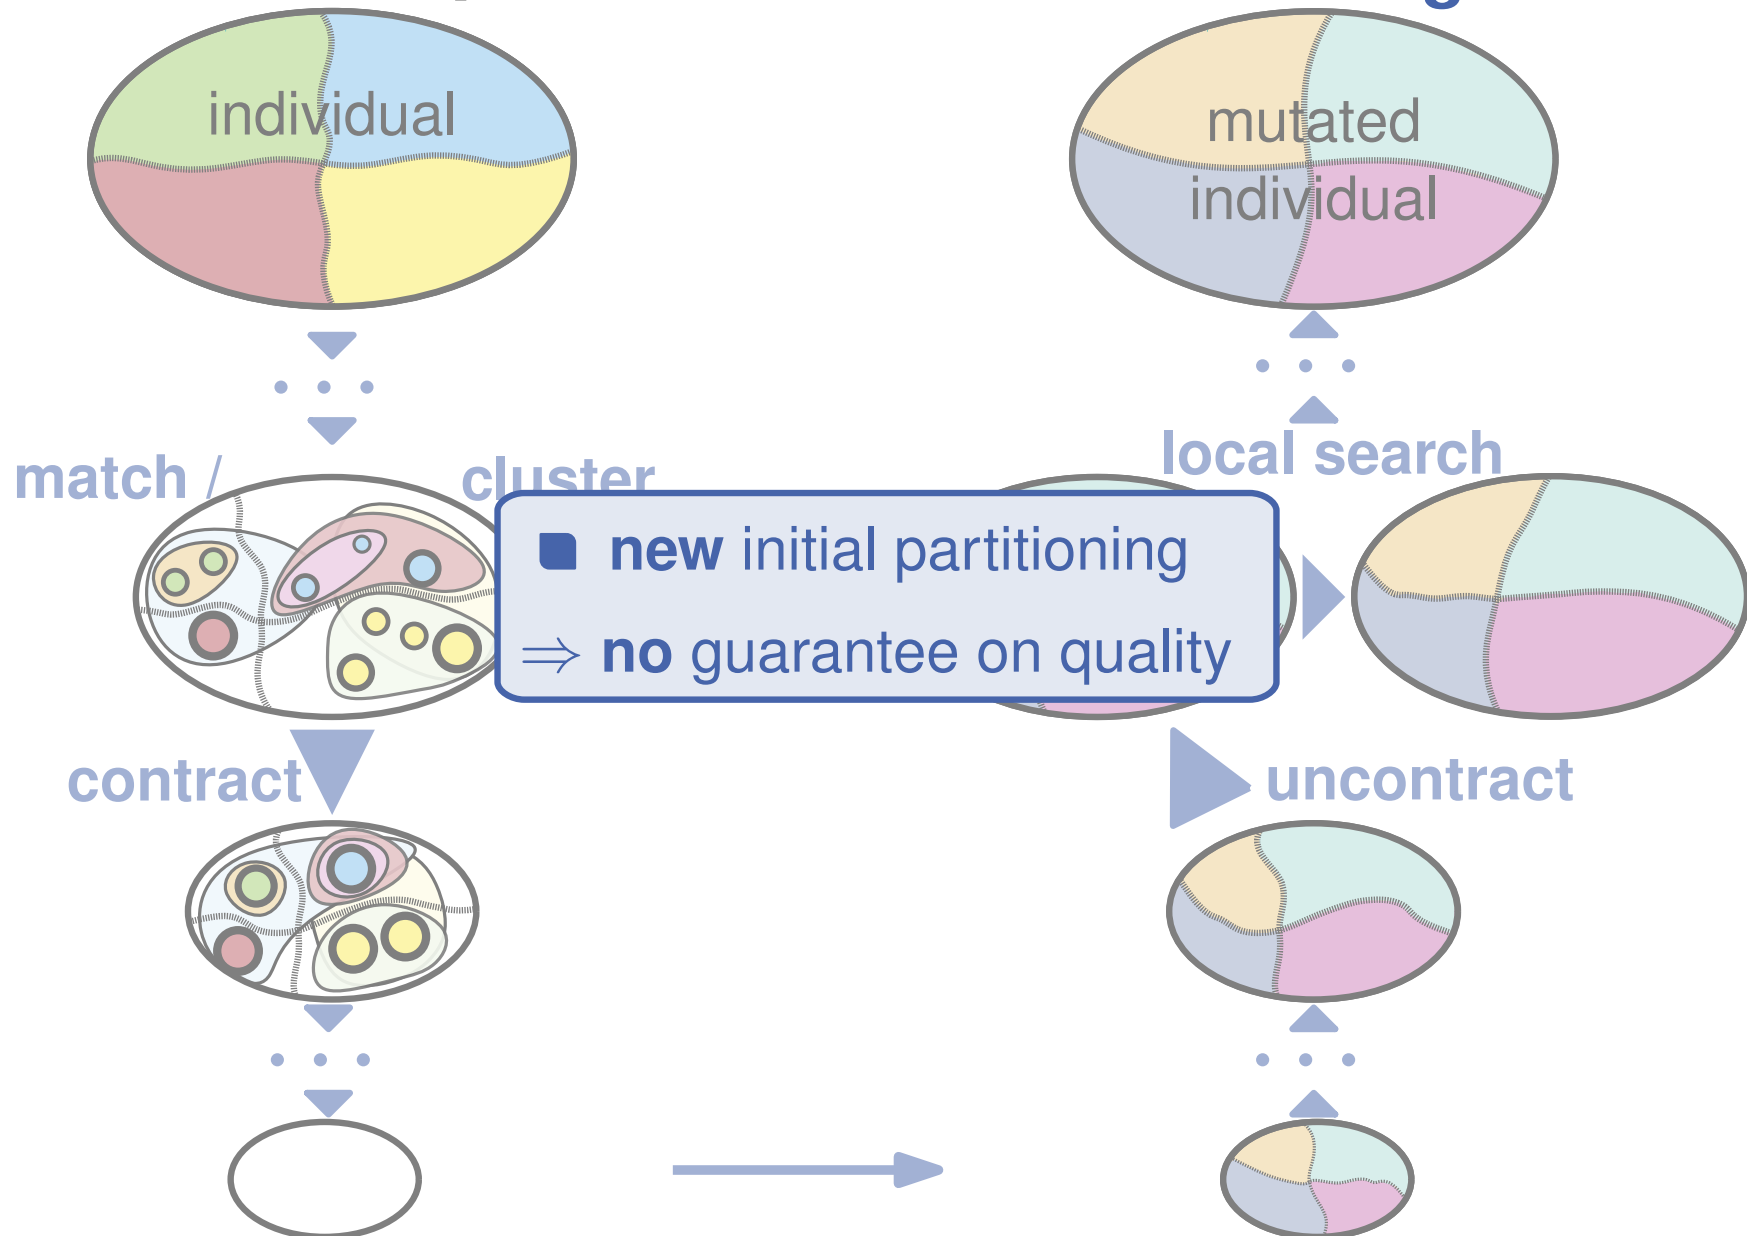 individual
mutated
individual
match /
cluster
local search
new initial partitioning
⇒ no guarantee on quality
contract
uncontract